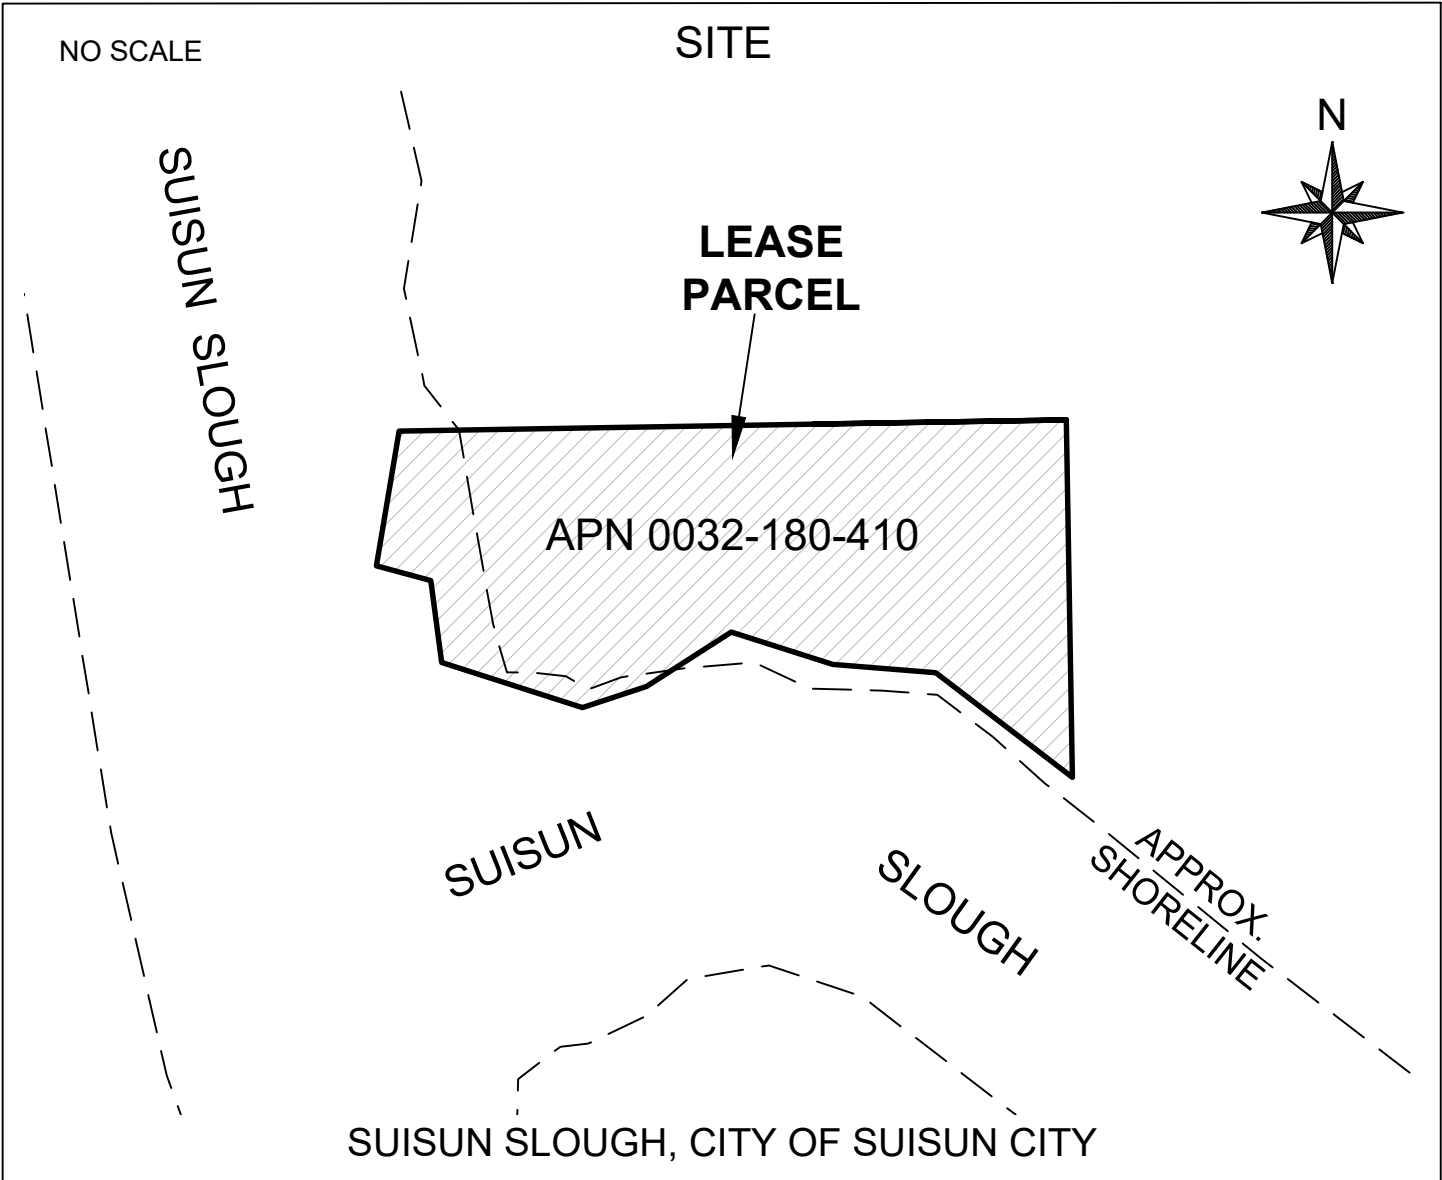 SITE
NO SCALE
N
SUISUN SLOUGH
LEASE
PARCEL
APN 0032-180-410
SUISUN
SLOUGH
APPROX.
SHORELINE
SUISUN SLOUGH, CITY OF SUISUN CITY